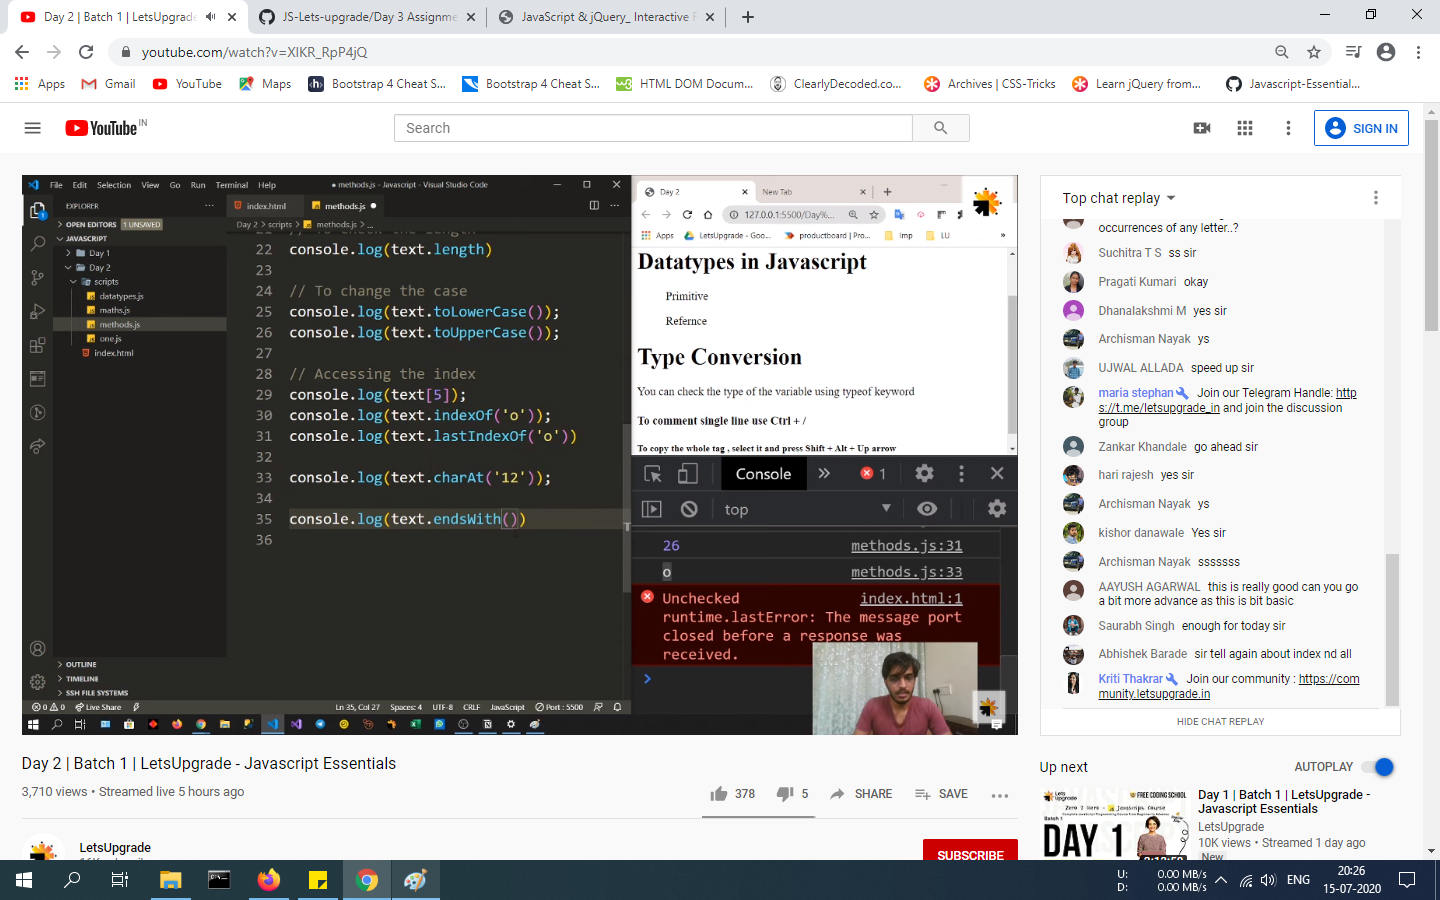 Day 2 | Batch 1 | LetsUpgrade
JS-Lets-upgrade/Day 3 Assignme
JavaScript & jQuery_ Interactive F
youtube.com/watch?v=XIKR_RpP4jQ
Apps
Gmail
YouTube
Maps
Bootstrap 4 Cheat S...
Bootstrap 4 Cheat S...
HTML DOM Docum...
ClearlyDecoded.co...
Archives | CSS-Tricks
Learn jQuery from...
Javascript-Essential...
YouTube IN
Search
SIGN IN
File Edit Selection View Go Run Terminal Help
● methods.js - Javascript - Visual Studio Code
EXPLORER
OPEN EDITORS 1 UNSAVED
JAVASCRIPT
Day 1
Day 2
scripts
datatypes.js
maths.js
methods.js
one.js
index.html
OUTLINE
TIMELINE
SSH FILE SYSTEMS
index.html
methods.js
Day 2 > scripts > methods.js > ...
22 console.log(text.length)
23
24 // To change the case
25 console.log(text.toLowerCase());
26 console.log(text.toUpperCase());
27
28 // Accessing the index
29 console.log(text[5]);
30 console.log(text.indexOf('o'));
31 console.log(text.lastIndexOf('o'))
32
33 console.log(text.charAt('12'));
34
35 console.log(text.endsWith())
36
0 0 Live Share
Ln 35, Col 27 Spaces: 4 UTF-8 CRLF JavaScript Port : 5500
Day 2
New Tab
127.0.0.1:5500/Day%...
Apps
LetsUpgrade - Goo...
productboard | Pro...
Imp
LU
»
Datatypes in Javascript
Primitive
Refernce
Type Conversion
You can check the type of the variable using typeof keyword
To comment single line use Ctrl + /
To copy the whole tag , select it and press Shift + Alt + Up arrow
Console
1
top
26 methods.js:31
o methods.js:33
Unchecked index.html:1
runtime.lastError: The message port
closed before a response was
received.
Top chat replay
occurrences of any letter..?
Suchitra T S ss sir
Pragati Kumari okay
Dhanalakshmi M yes sir
Archisman Nayak ys
UJWAL ALLADA speed up sir
maria stephan Join our Telegram Handle: http
s://t.me/letsupgrade_in and join the discussion
group
Zankar Khandale go ahead sir
hari rajesh yes sir
Archisman Nayak ys
kishor danawale Yes sir
Archisman Nayak sssssss
AAYUSH AGARWAL this is really good can you go
a bit more advance as this is bit basic
Saurabh Singh enough for today sir
Abhishek Barade sir tell again about index nd all
Kriti Thakrar Join our community : https://com
munity.letsupgrade.in
HIDE CHAT REPLAY
Day 2 | Batch 1 | LetsUpgrade - Javascript Essentials
3,710 views • Streamed live 5 hours ago
378
5
SHARE
SAVE
LetsUpgrade
SUBSCRIBE
Up next
AUTOPLAY
FREE CODING SCHOOL
Batch 1
DAY 1
Day 1 | Batch 1 | LetsUpgrade -
Javascript Essentials
LetsUpgrade
10K views • Streamed 1 day ago
New
U: 0.00 MB/s
D: 0.00 MB/s
ENG
20:26
15-07-2020